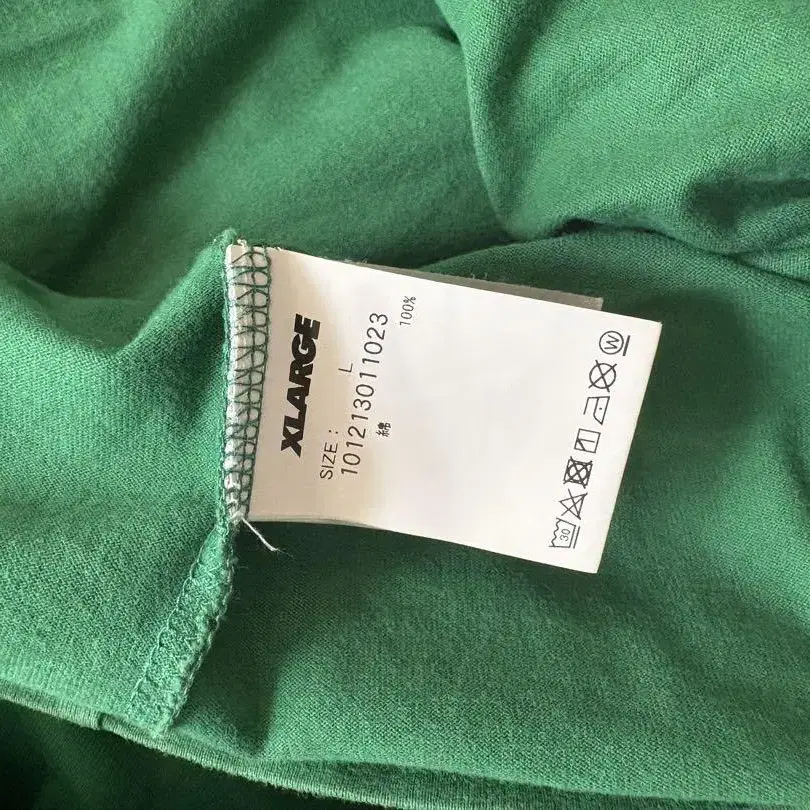 XLARGE
SIZE : L
101213011023
綿 100%
30
W